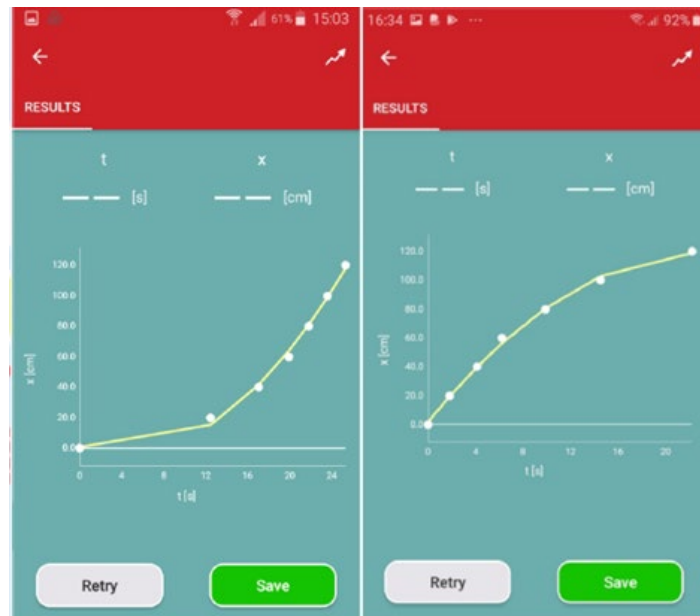 61% 15:03
RESULTS
t x
[s] [cm]
120.0
100.0
80.0
60.0
40.0
20.0
0.0
x [cm]
0 4 8 12 16 20 24
t [s]
Retry Save
16:34 92%
RESULTS
t x
[s] [cm]
120.0
100.0
80.0
60.0
40.0
20.0
0.0
x [cm]
0 4 8 12 16 20
t [s]
Retry Save